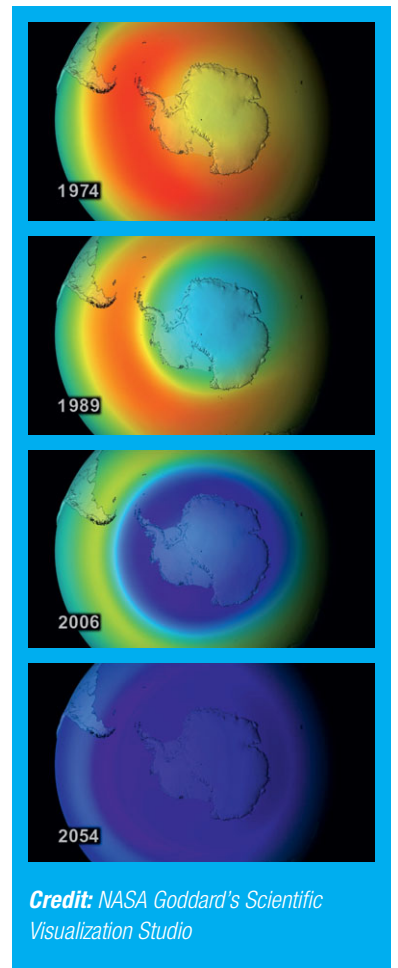 1974
1989
2006
2054
Credit: NASA Goddard's Scientific
Visualization Studio